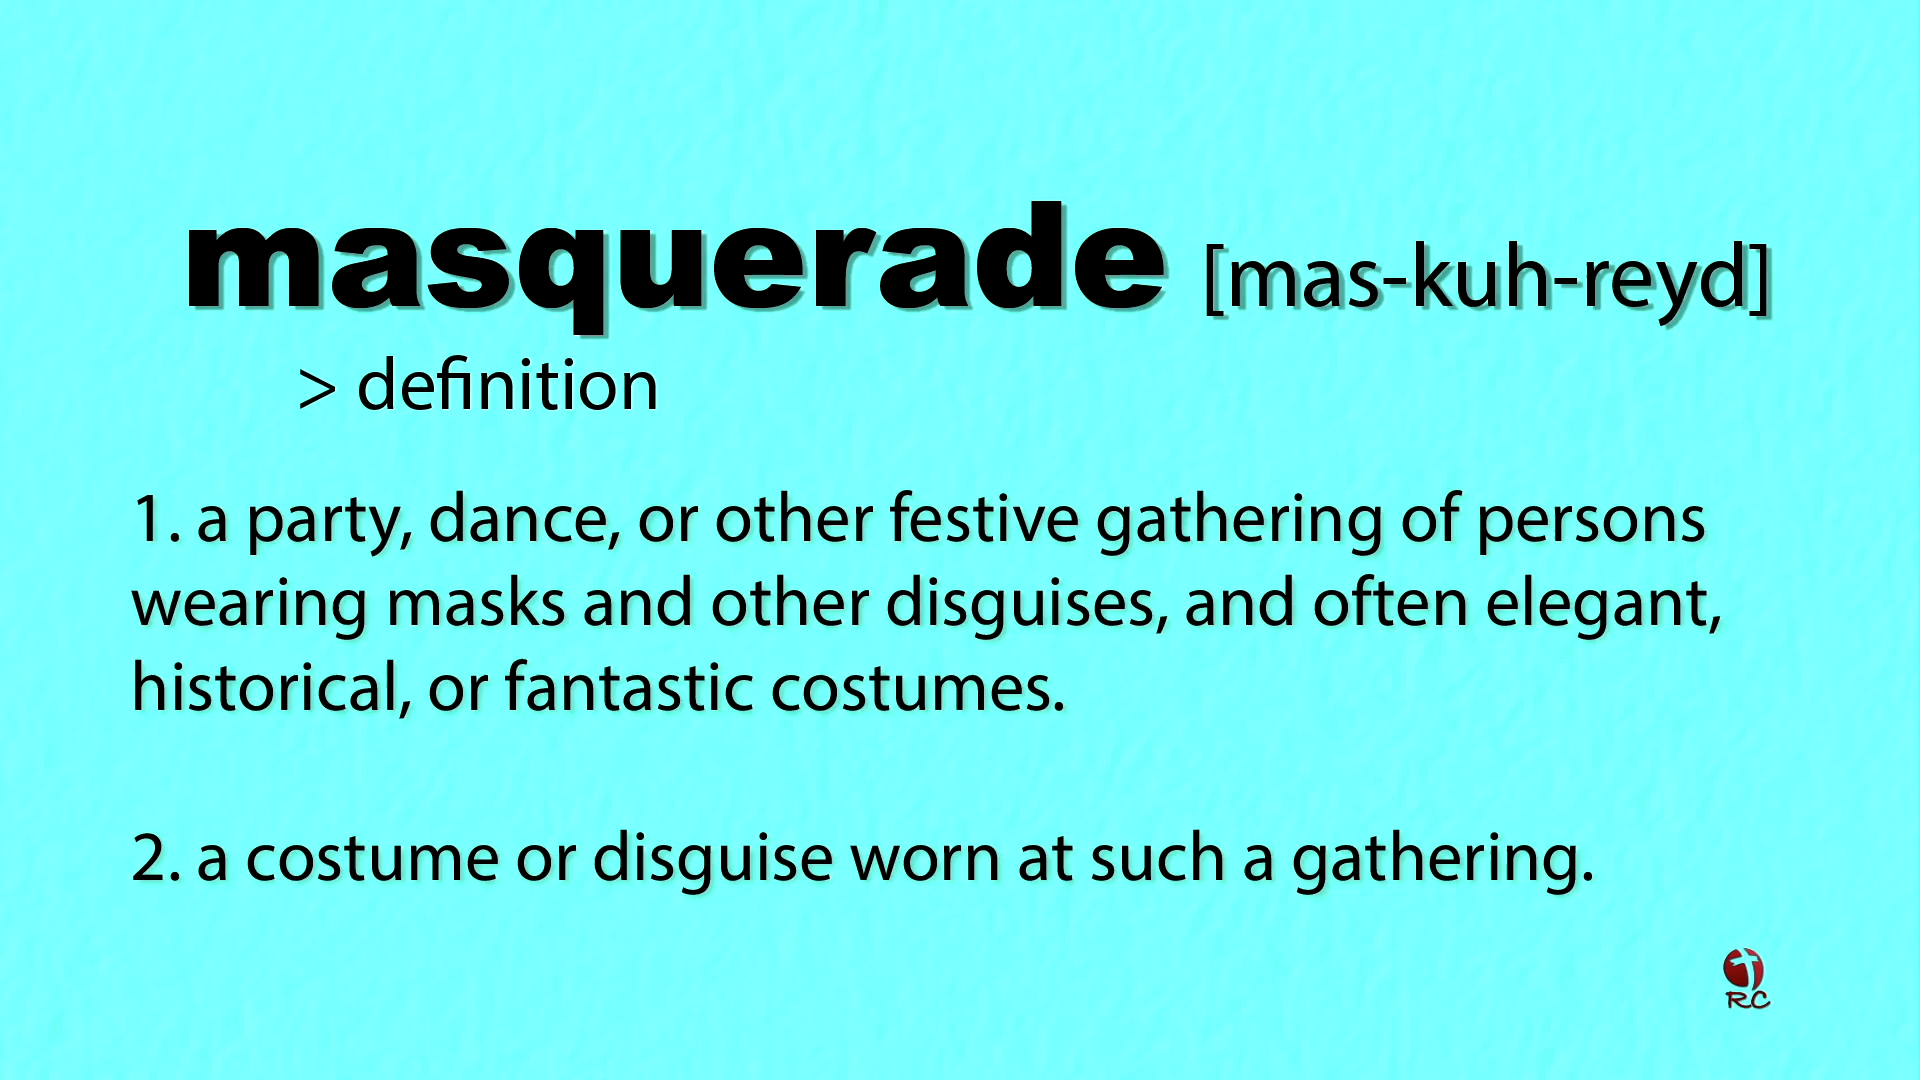 masquerade [mas-kuh-reyd]
> definition
1. a party, dance, or other festive gathering of persons
wearing masks and other disguises, and often elegant,
historical, or fantastic costumes.
2. a costume or disguise worn at such a gathering.
RC